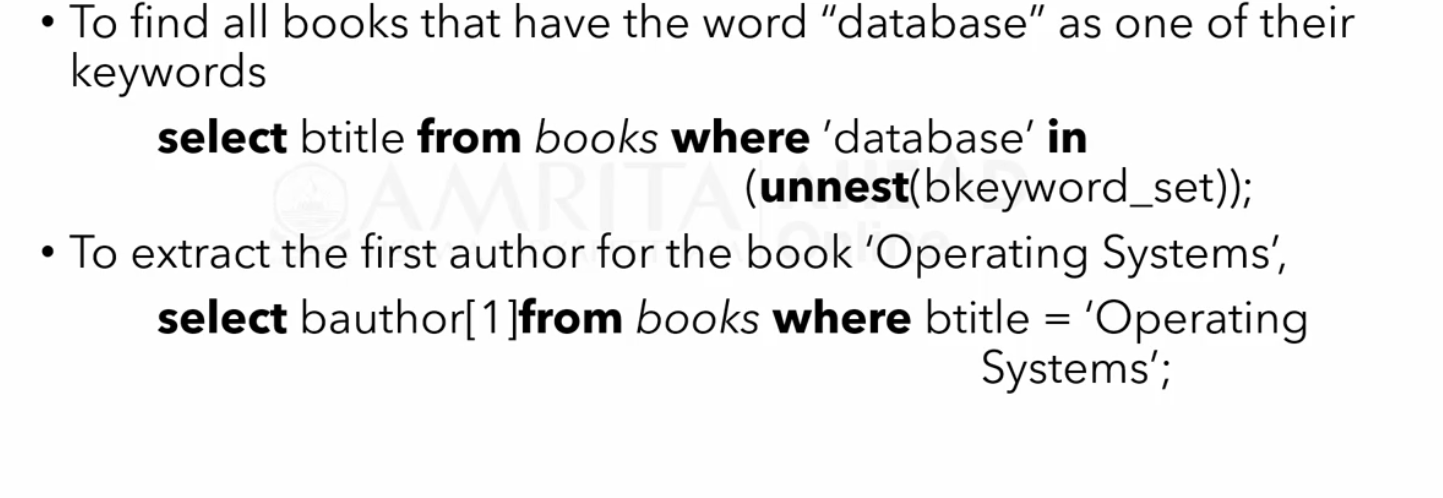 • To find all books that have the word "database" as one of their
keywords
select btitle from books where 'database' in
(unnest(bkeyword_set));
• To extract the first author for the book 'Operating Systems',
select bauthor[1]from books where btitle = 'Operating
Systems';
AMRITA
Online